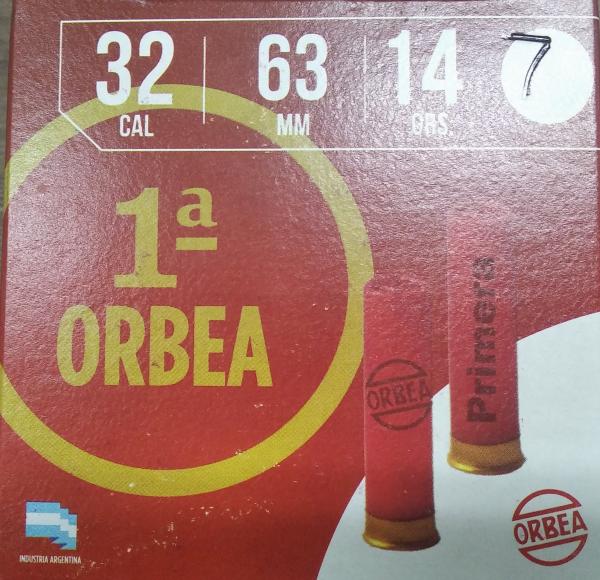 32 63 14 7
CAL MM GRS.
1ª
ORBEA
Primera
ORBEA
ORBEA
INDUSTRIA ARGENTINA